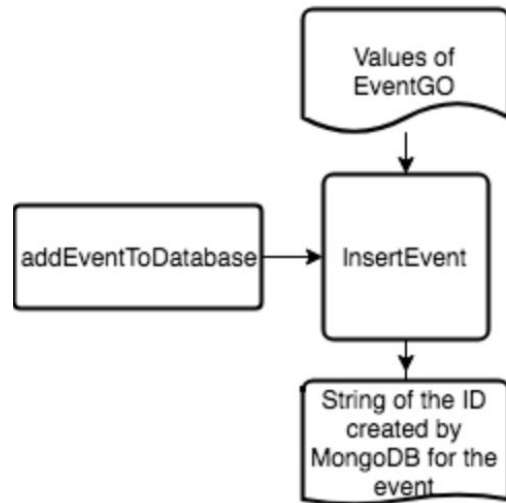 Values of
EventGO
addEventToDatabase
InsertEvent
String of the ID
created by
MongoDB for the
event